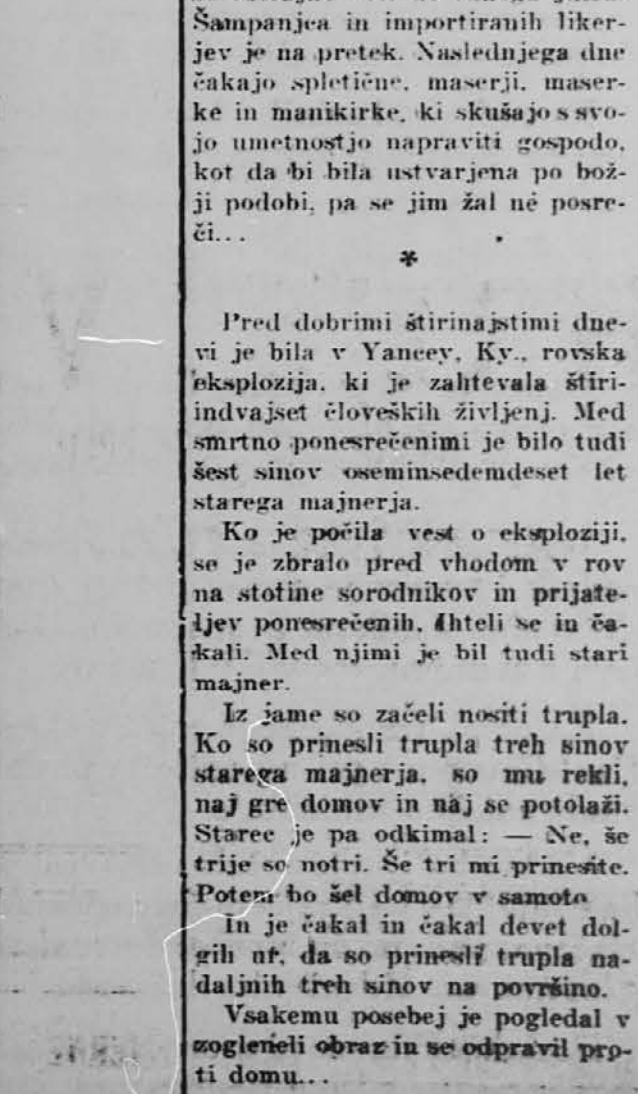 Šampanjca in importiranih liker-
jev je na pretek. Naslednjega dne
čakajo spletične, maserji, maser-
ke in manikirke, ki skušajo s svo-
jo umetnostjo napraviti gospodo,
kot da bi bila ustvarjena po bož-
ji podobi, pa se jim žal ne posre-
či...
*
Pred dobrimi štirinajstimi dne-
vi je bila v Yancey, Ky., rovska
eksplozija, ki je zahtevala štiri-
indvajset človeških življenj. Med
smrtno ponesrečenimi je bilo tudi
šest sinov oseminsedemdeset let
starega majnerja.
Ko je počila vest o eksploziji,
se je zbralo pred vhodom v rov
na stotine sorodnikov in prijate-
ljev ponesrečenih. Ihteli se in ča-
kali. Med njimi je bil tudi stari
majner.
Iz jame so začeli nositi trupla.
Ko so prinesli trupla treh sinov
starega majnerja, so mu rekli,
naj gre domov in naj se potolaži.
Starec je pa odkimal: — Ne, še
trije so notri. Še tri mi prinesite.
Potem bo šel domov v samoto
In je čakal in čakal devet dol-
gih ur, da so prinesli trupla na-
daljnih treh sinov na površino.
Vsakemu posebej je pogledal v
zogleneli obraz in se odpravil pro-
ti domu...